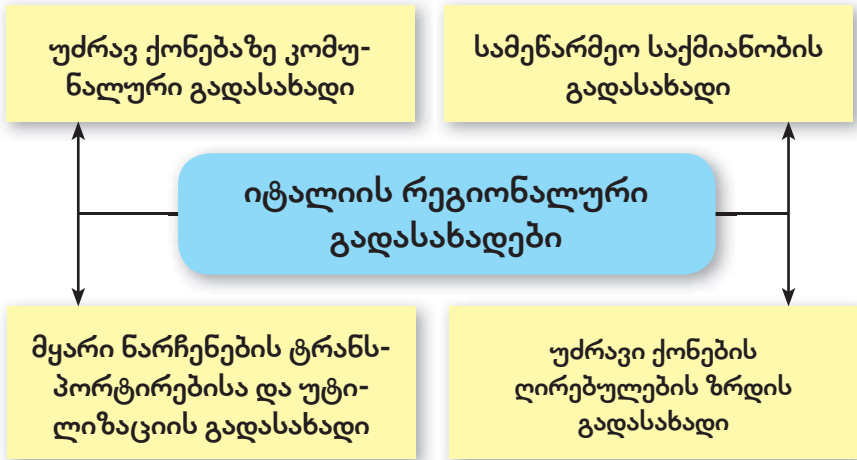 უძრავ ქონებაზე კომუ-
ნალური გადასახადი
სამეწარმეო საქმიანობის
გადასახადი
იტალიის რეგიონალური
გადასახადები
მყარი ნარჩენების ტრანს-
პორტირებისა და უტი-
ლიზაციის გადასახადი
უძრავი ქონების
ღირებულების ზრდის
გადასახადი